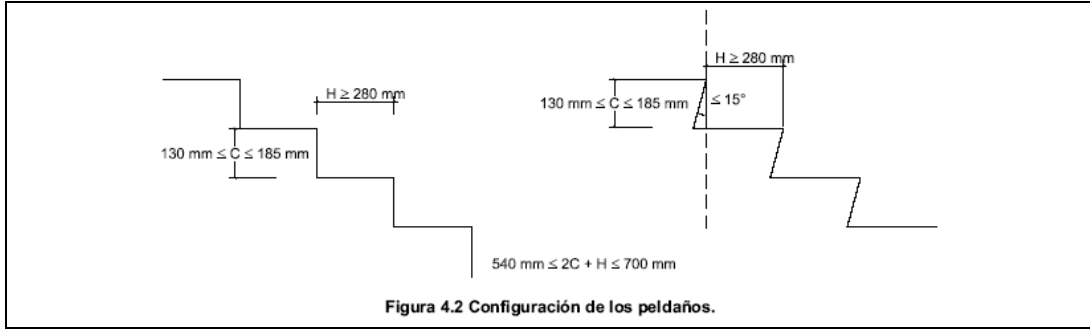 H ≥ 280 mm
130 mm ≤ C ≤ 185 mm
H ≥ 280 mm
130 mm ≤ C ≤ 185 mm
≤ 15°
540 mm ≤ 2C + H ≤ 700 mm
Figura 4.2 Configuración de los peldaños.